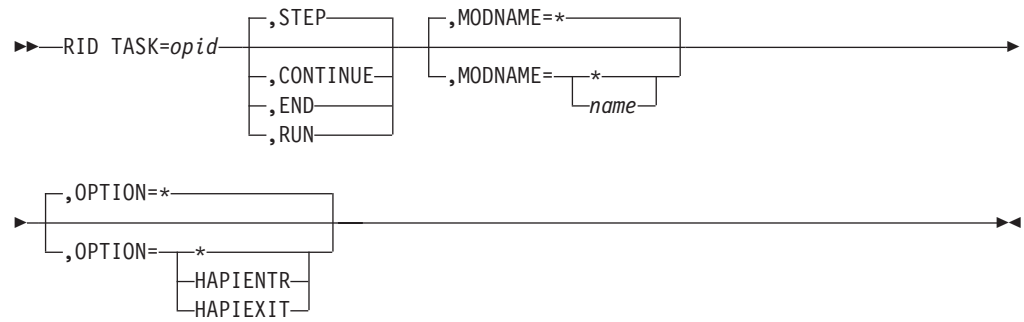 ,STEP ,MODNAME=*
RID TASK=opid
,CONTINUE ,MODNAME= *
,END name
,RUN
,OPTION=*
,OPTION= *
HAPIENTR
HAPIEXIT